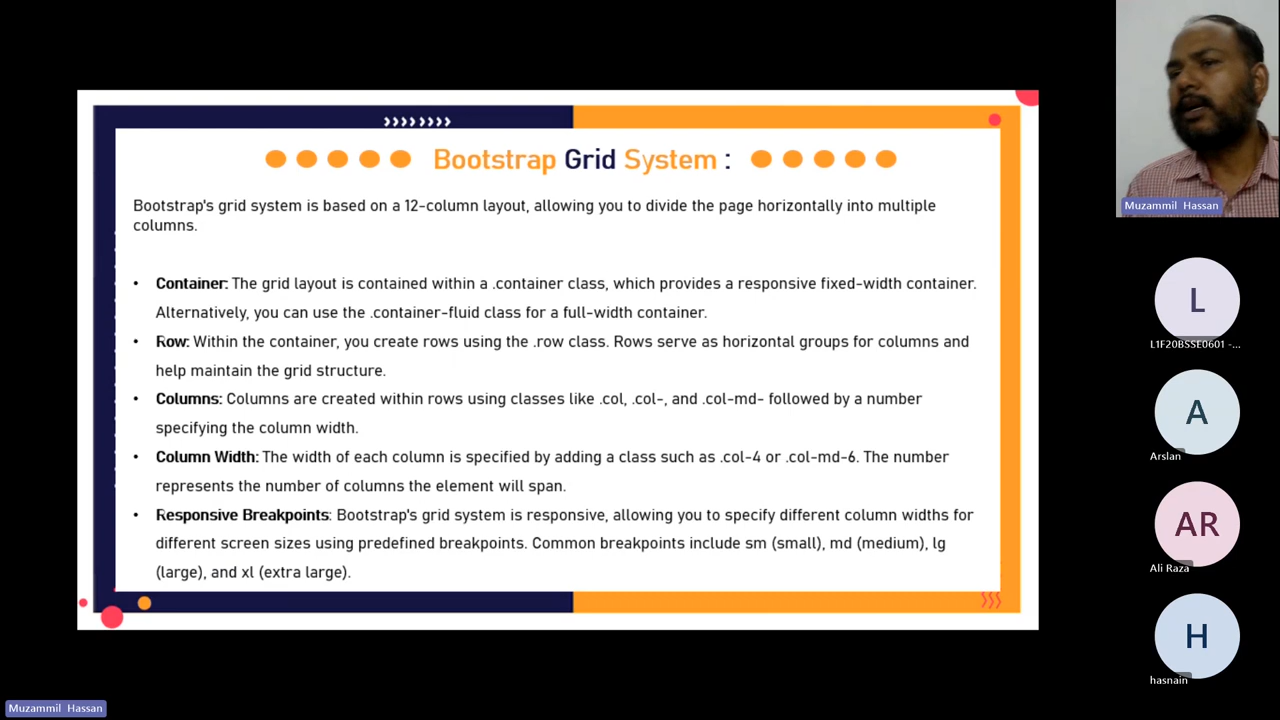 Bootstrap Grid System :
Bootstrap's grid system is based on a 12-column layout, allowing you to divide the page horizontally into multiple
columns.
• Container: The grid layout is contained within a .container class, which provides a responsive fixed-width container.
Alternatively, you can use the .container-fluid class for a full-width container.
• Row: Within the container, you create rows using the .row class. Rows serve as horizontal groups for columns and
help maintain the grid structure.
• Columns: Columns are created within rows using classes like .col, .col-, and .col-md- followed by a number
specifying the column width.
• Column Width: The width of each column is specified by adding a class such as .col-4 or .col-md-6. The number
represents the number of columns the element will span.
• Responsive Breakpoints: Bootstrap's grid system is responsive, allowing you to specify different column widths for
different screen sizes using predefined breakpoints. Common breakpoints include sm (small), md (medium), lg
(large), and xl (extra large).
Muzammil Hassan
L
L1F20BSSE0601 -...
A
Arslan
AR
Ali Raza
H
hasnain
Muzammil Hassan